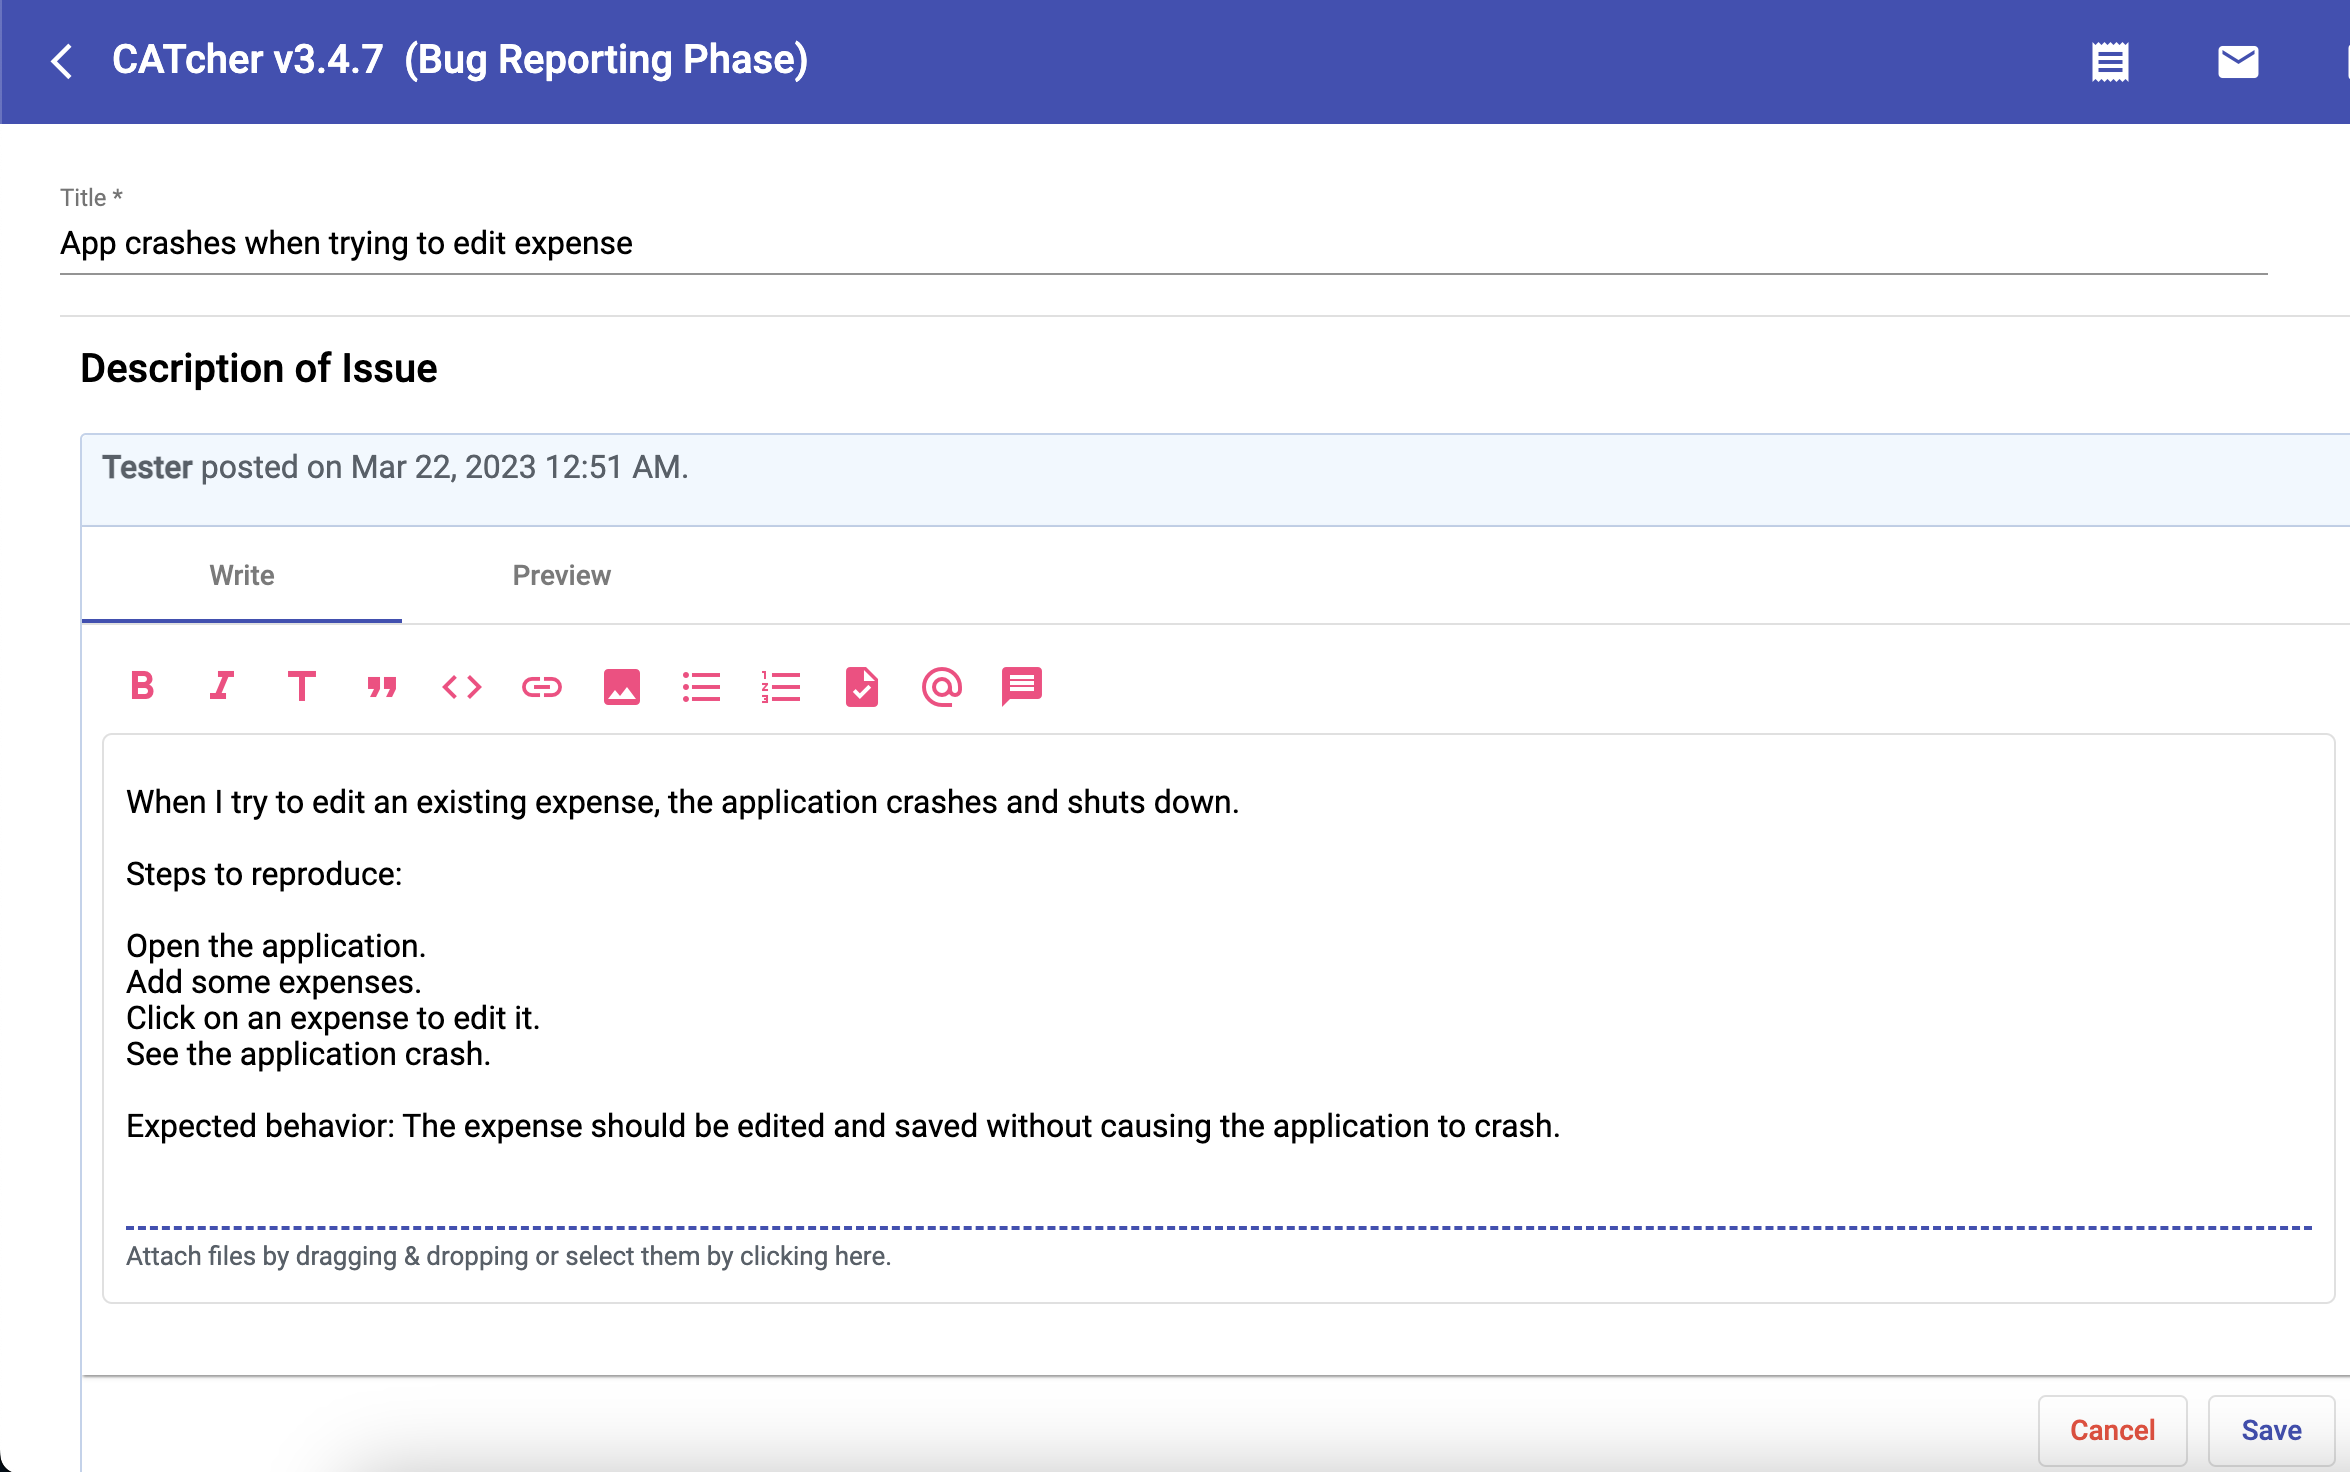 CATcher v3.4.7 (Bug Reporting Phase)
Title *
App crashes when trying to edit expense
Description of Issue
Tester posted on Mar 22, 2023 12:51 AM.
Write Preview
When I try to edit an existing expense, the application crashes and shuts down.
Steps to reproduce:
Open the application.
Add some expenses.
Click on an expense to edit it.
See the application crash.
Expected behavior: The expense should be edited and saved without causing the application to crash.
Attach files by dragging & dropping or select them by clicking here.
Cancel Save